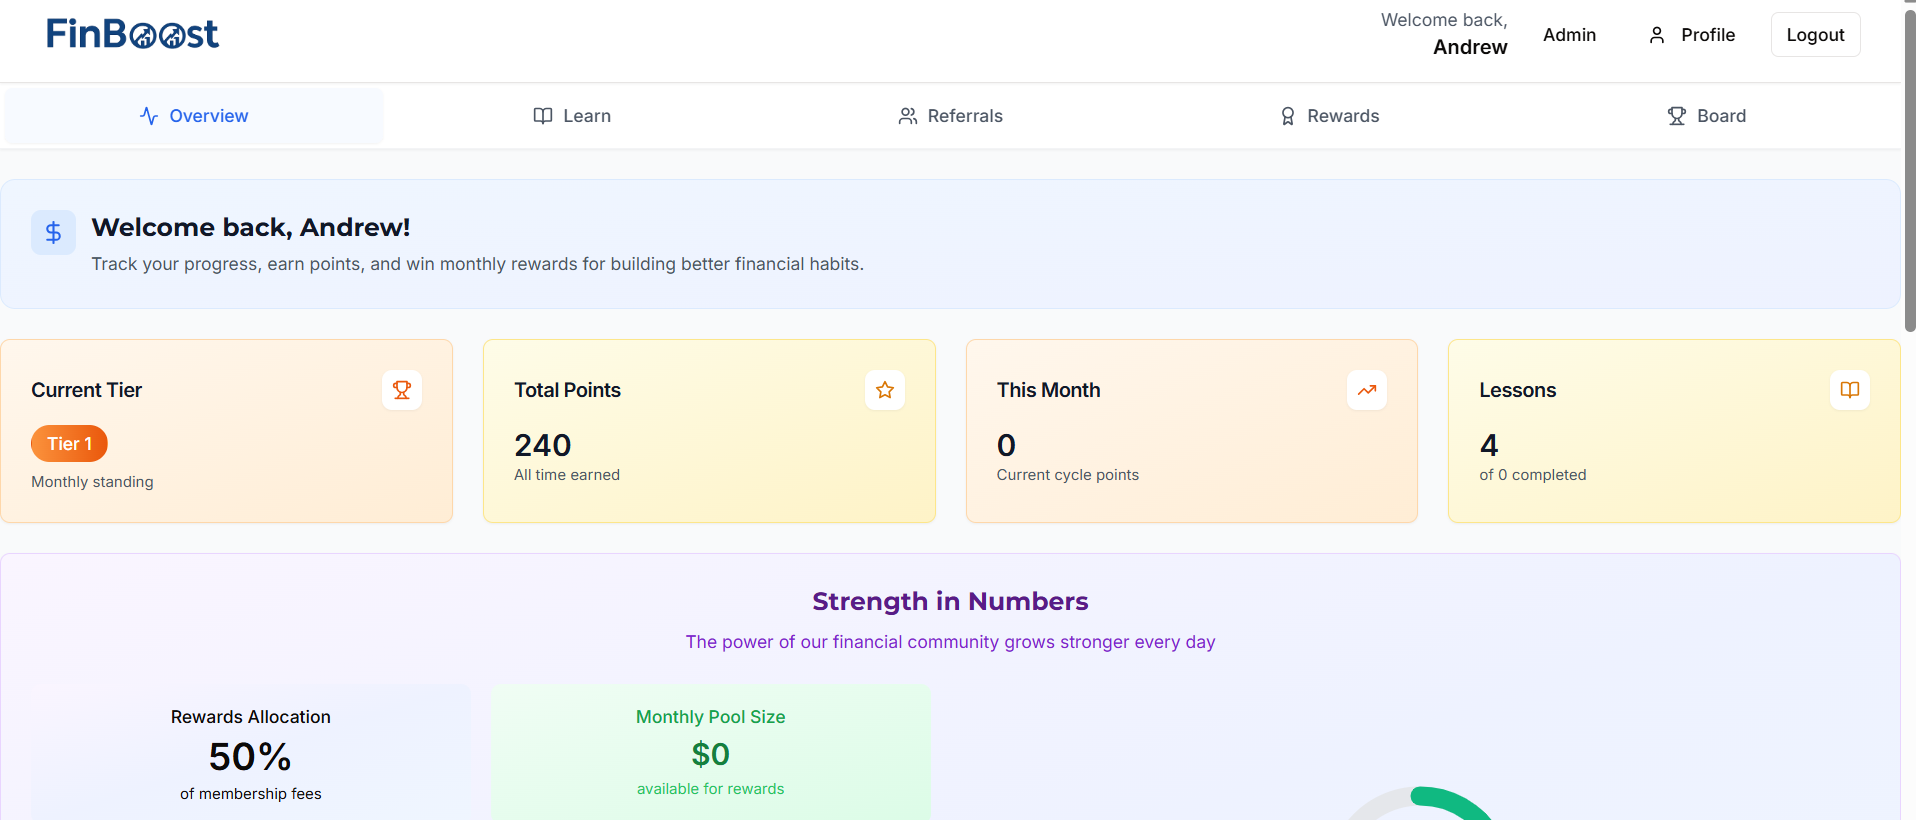 FinBoost
Welcome back,
Andrew
Admin
Profile
Logout
Overview
Learn
Referrals
Rewards
Board
Welcome back, Andrew!
Track your progress, earn points, and win monthly rewards for building better financial habits.
Current Tier
Tier 1
Monthly standing
Total Points
240
All time earned
This Month
0
Current cycle points
Lessons
4
of 0 completed
Strength in Numbers
The power of our financial community grows stronger every day
Rewards Allocation
50%
of membership fees
Monthly Pool Size
$0
available for rewards